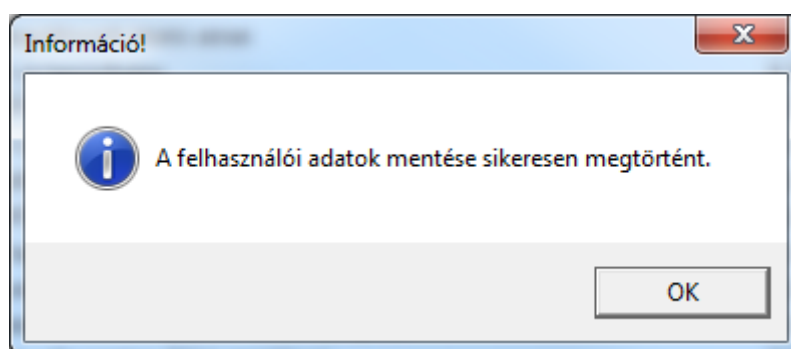 Információ!
A felhasználói adatok mentése sikeresen megtörtént.
OK